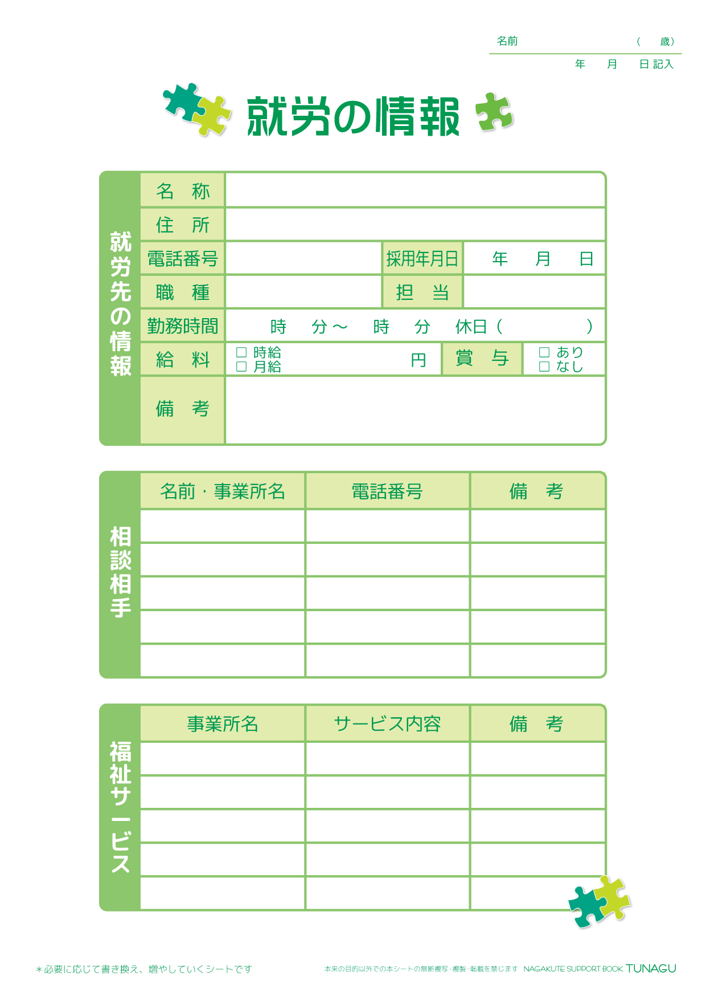 名前 （　　歳）
年　　月　　日 記入
就労の情報
就労先の情報
名　称
住　所
電話番号　採用年月日　年　月　日
職　種　担　当
勤務時間　時　分～　時　分　休日（　　　　）
給　料　□ 時給　□ 月給　円　賞　与　□ あり　□ なし
備　考
相談相手
名前・事業所名　電話番号　備　考
福祉サービス
事業所名　サービス内容　備　考
＊必要に応じて書き換え、増やしていくシートです
本来の目的以外での本シートの無断複写・複製・転載を禁じます　NAGAKUTE SUPPORT BOOK TUNAGU